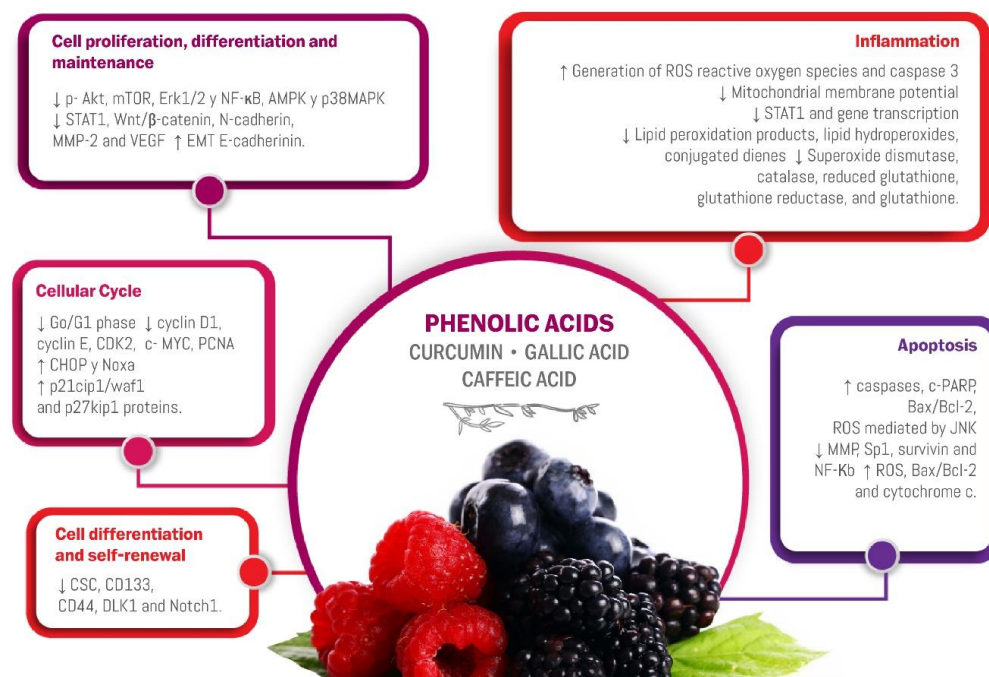 Cell proliferation, differentiation and
maintenance
↓ p- Akt, mTOR, Erk1/2 y NF-κB, AMPK y p38MAPK
↓ STAT1, Wnt/β-catenin, N-cadherin,
MMP-2 and VEGF ↑ EMT E-cadherinin.
Inflammation
↑ Generation of ROS reactive oxygen species and caspase 3
↓ Mitochondrial membrane potential
↓ STAT1 and gene transcription
↓ Lipid peroxidation products, lipid hydroperoxides,
conjugated dienes ↓ Superoxide dismutase,
catalase, reduced glutathione,
glutathione reductase, and glutathione.
Cellular Cycle
↓ Go/G1 phase ↓ cyclin D1,
cyclin E, CDK2, c- MYC, PCNA
↑ CHOP y Noxa
↑ p21cip1/waf1
and p27kip1 proteins.
PHENOLIC ACIDS
CURCUMIN • GALLIC ACID
CAFFEIC ACID
Apoptosis
↑ caspases, c-PARP,
Bax/Bcl-2,
ROS mediated by JNK
↓ MMP, Sp1, survivin and
NF-Kb ↑ ROS, Bax/Bcl-2
and cytochrome c.
Cell differentiation
and self-renewal
↓ CSC, CD133,
CD44, DLK1 and Notch1.